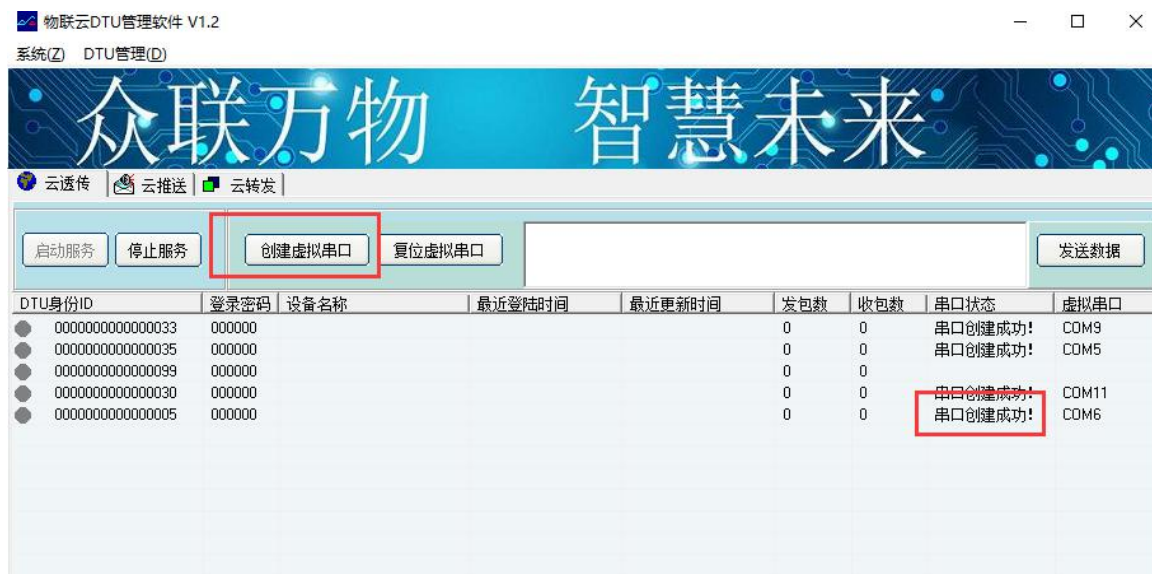 物联云DTU管理软件 V1.2
系统(Z) DTU管理(D)
众联万物 智慧未来
云透传 云推送 云转发
启动服务 停止服务 创建虚拟串口 复位虚拟串口 发送数据
DTU身份ID 登录密码 设备名称 最近登陆时间 最近更新时间 发包数 收包数 串口状态 虚拟串口
0000000000000033 000000 0 0 串口创建成功! COM9
0000000000000035 000000 0 0 串口创建成功! COM5
0000000000000099 000000 0 0
0000000000000030 000000 0 0 串口创建成功! COM11
0000000000000005 000000 0 0 串口创建成功! COM6